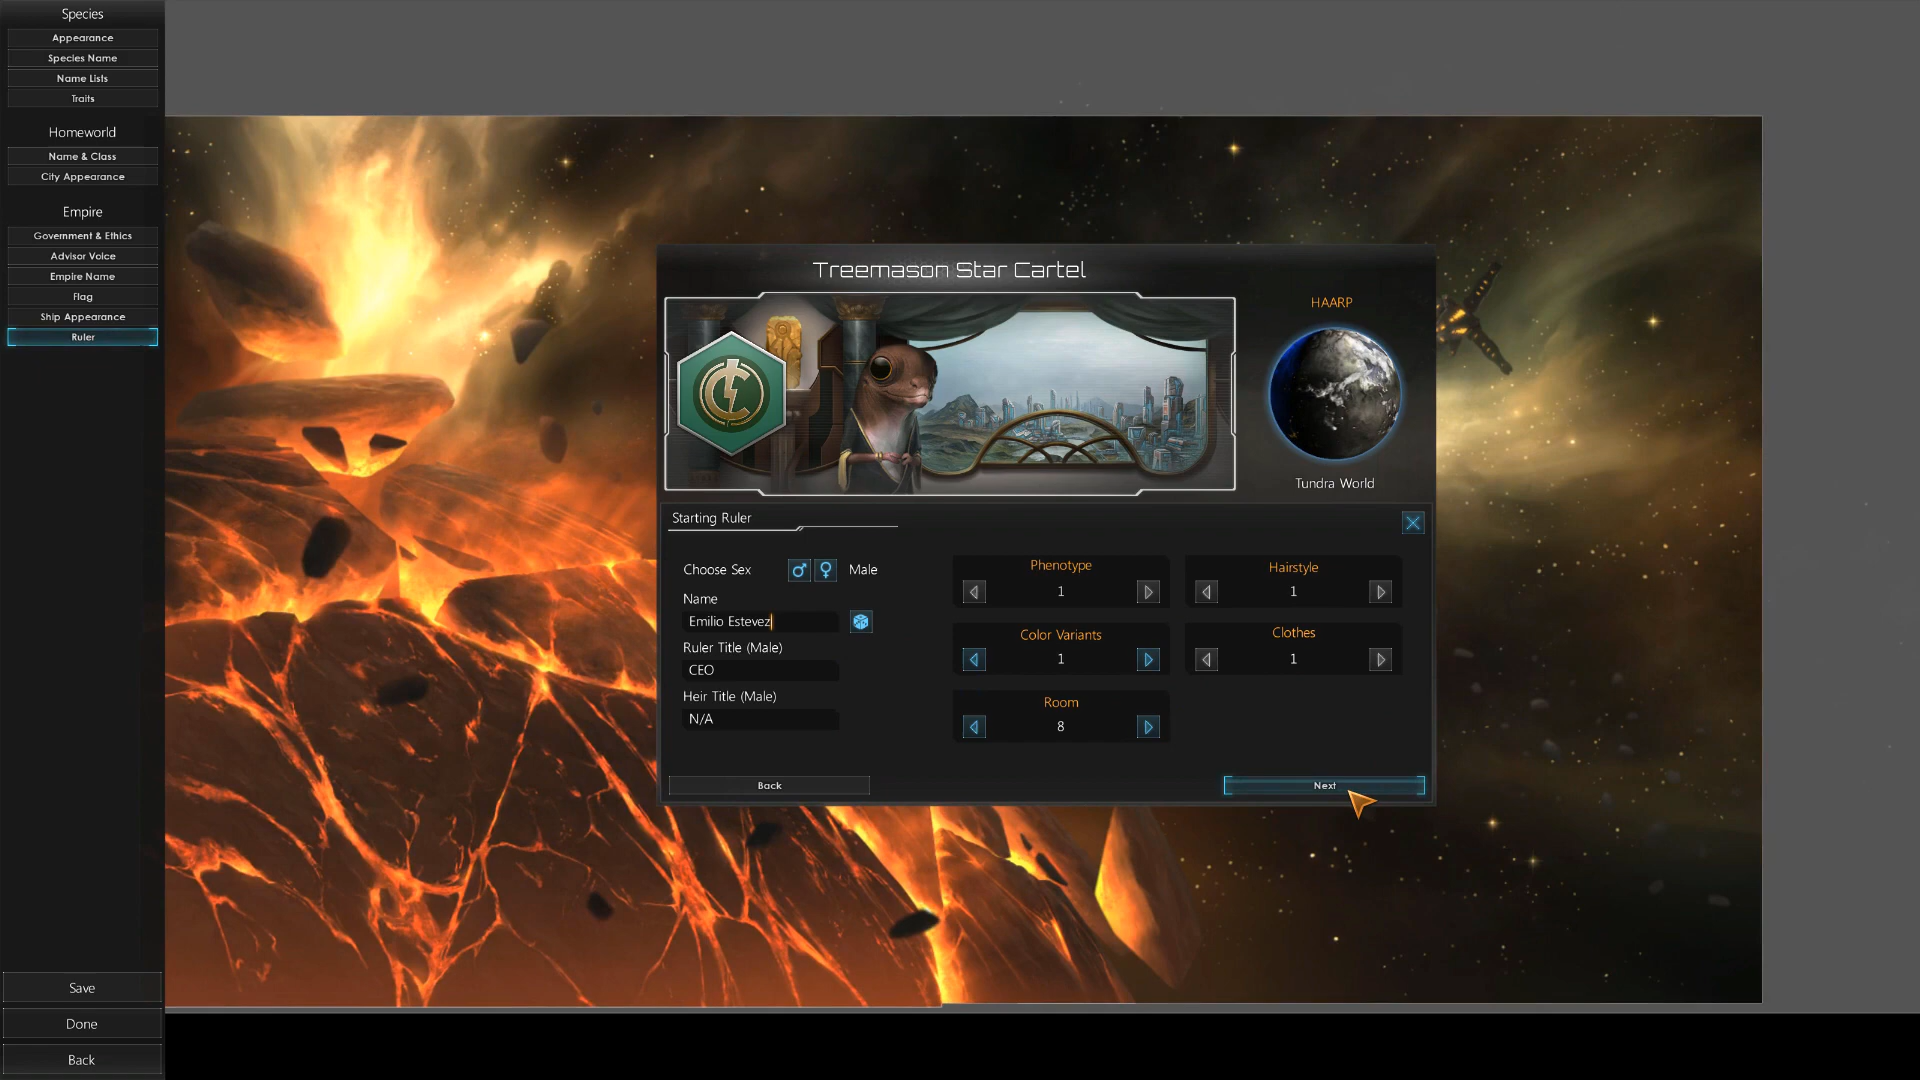 Species
Appearance
Species Name
Name Lists
Traits
Homeworld
Name & Class
City Appearance
Empire
Government & Ethics
Advisor Voice
Empire Name
Flag
Ship Appearance
Ruler
Save
Done
Back
Treemason Star Cartel
HAARP
Tundra World
Starting Ruler
Choose Sex
Male
Name
Emilio Estevez
Ruler Title (Male)
CEO
Heir Title (Male)
N/A
Phenotype
1
Hairstyle
1
Color Variants
1
Clothes
1
Room
8
Back
Next